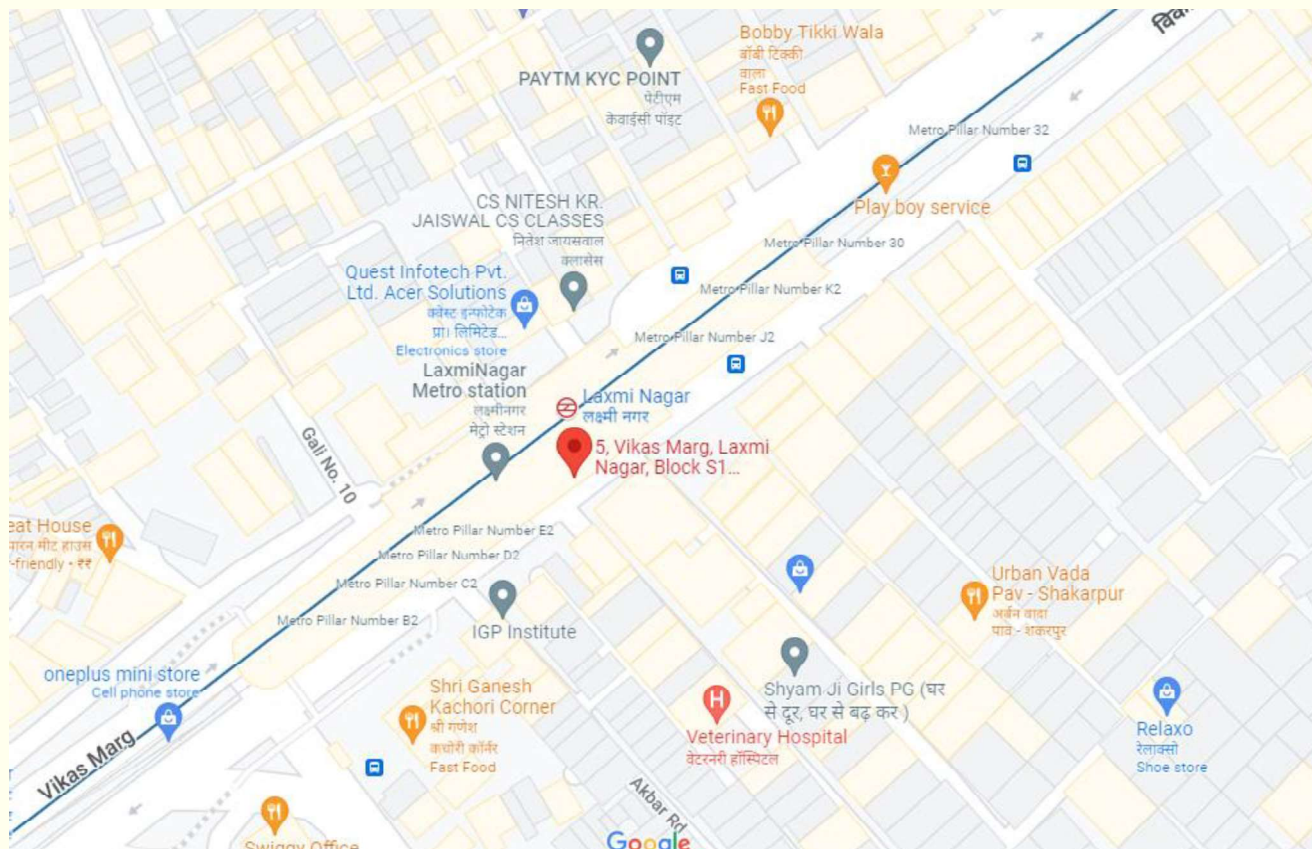 Bobby Tikki Wala
बॉबी टिक्की
वाला
Fast Food
PAYTM KYC POINT
पेटीएम
केवाईसी पॉइंट
Metro Pillar Number 32
Play boy service
CS NITESH KR.
JAISWAL CS CLASSES
नितेश जायसवाल
क्लासेस
Metro Pillar Number 30
Quest Infotech Pvt.
Ltd. Acer Solutions
क्वेस्ट इन्फोटेक
प्रा। लिमिटेड...
Electronics store
Metro Pillar Number K2
Metro Pillar Number J2
LaxmiNagar
Metro station
लक्ष्मीनगर
मेट्रो स्टेशन
Laxmi Nagar
लक्ष्मी नगर
5, Vikas Marg, Laxmi
Nagar, Block S1...
Gali No. 10
eat House
मीट हाउस
-friendly • ₹₹
Metro Pillar Number E2
Metro Pillar Number D2
Metro Pillar Number C2
Metro Pillar Number B2
IGP Institute
Urban Vada
Pav - Shakarpur
अर्बन वादा
पाव - शकरपुर
oneplus mini store
Cell phone store
Shri Ganesh
Kachori Corner
श्री गणेश
कचोरी कॉर्नर
Fast Food
Shyam Ji Girls PG (घर
से दूर, घर से बढ़ कर )
Veterinary Hospital
वेटरनरी हॉस्पिटल
Relaxo
रेलाक्सो
Shoe store
Vikas Marg
Akbar Rd
Swiggy Office
Google